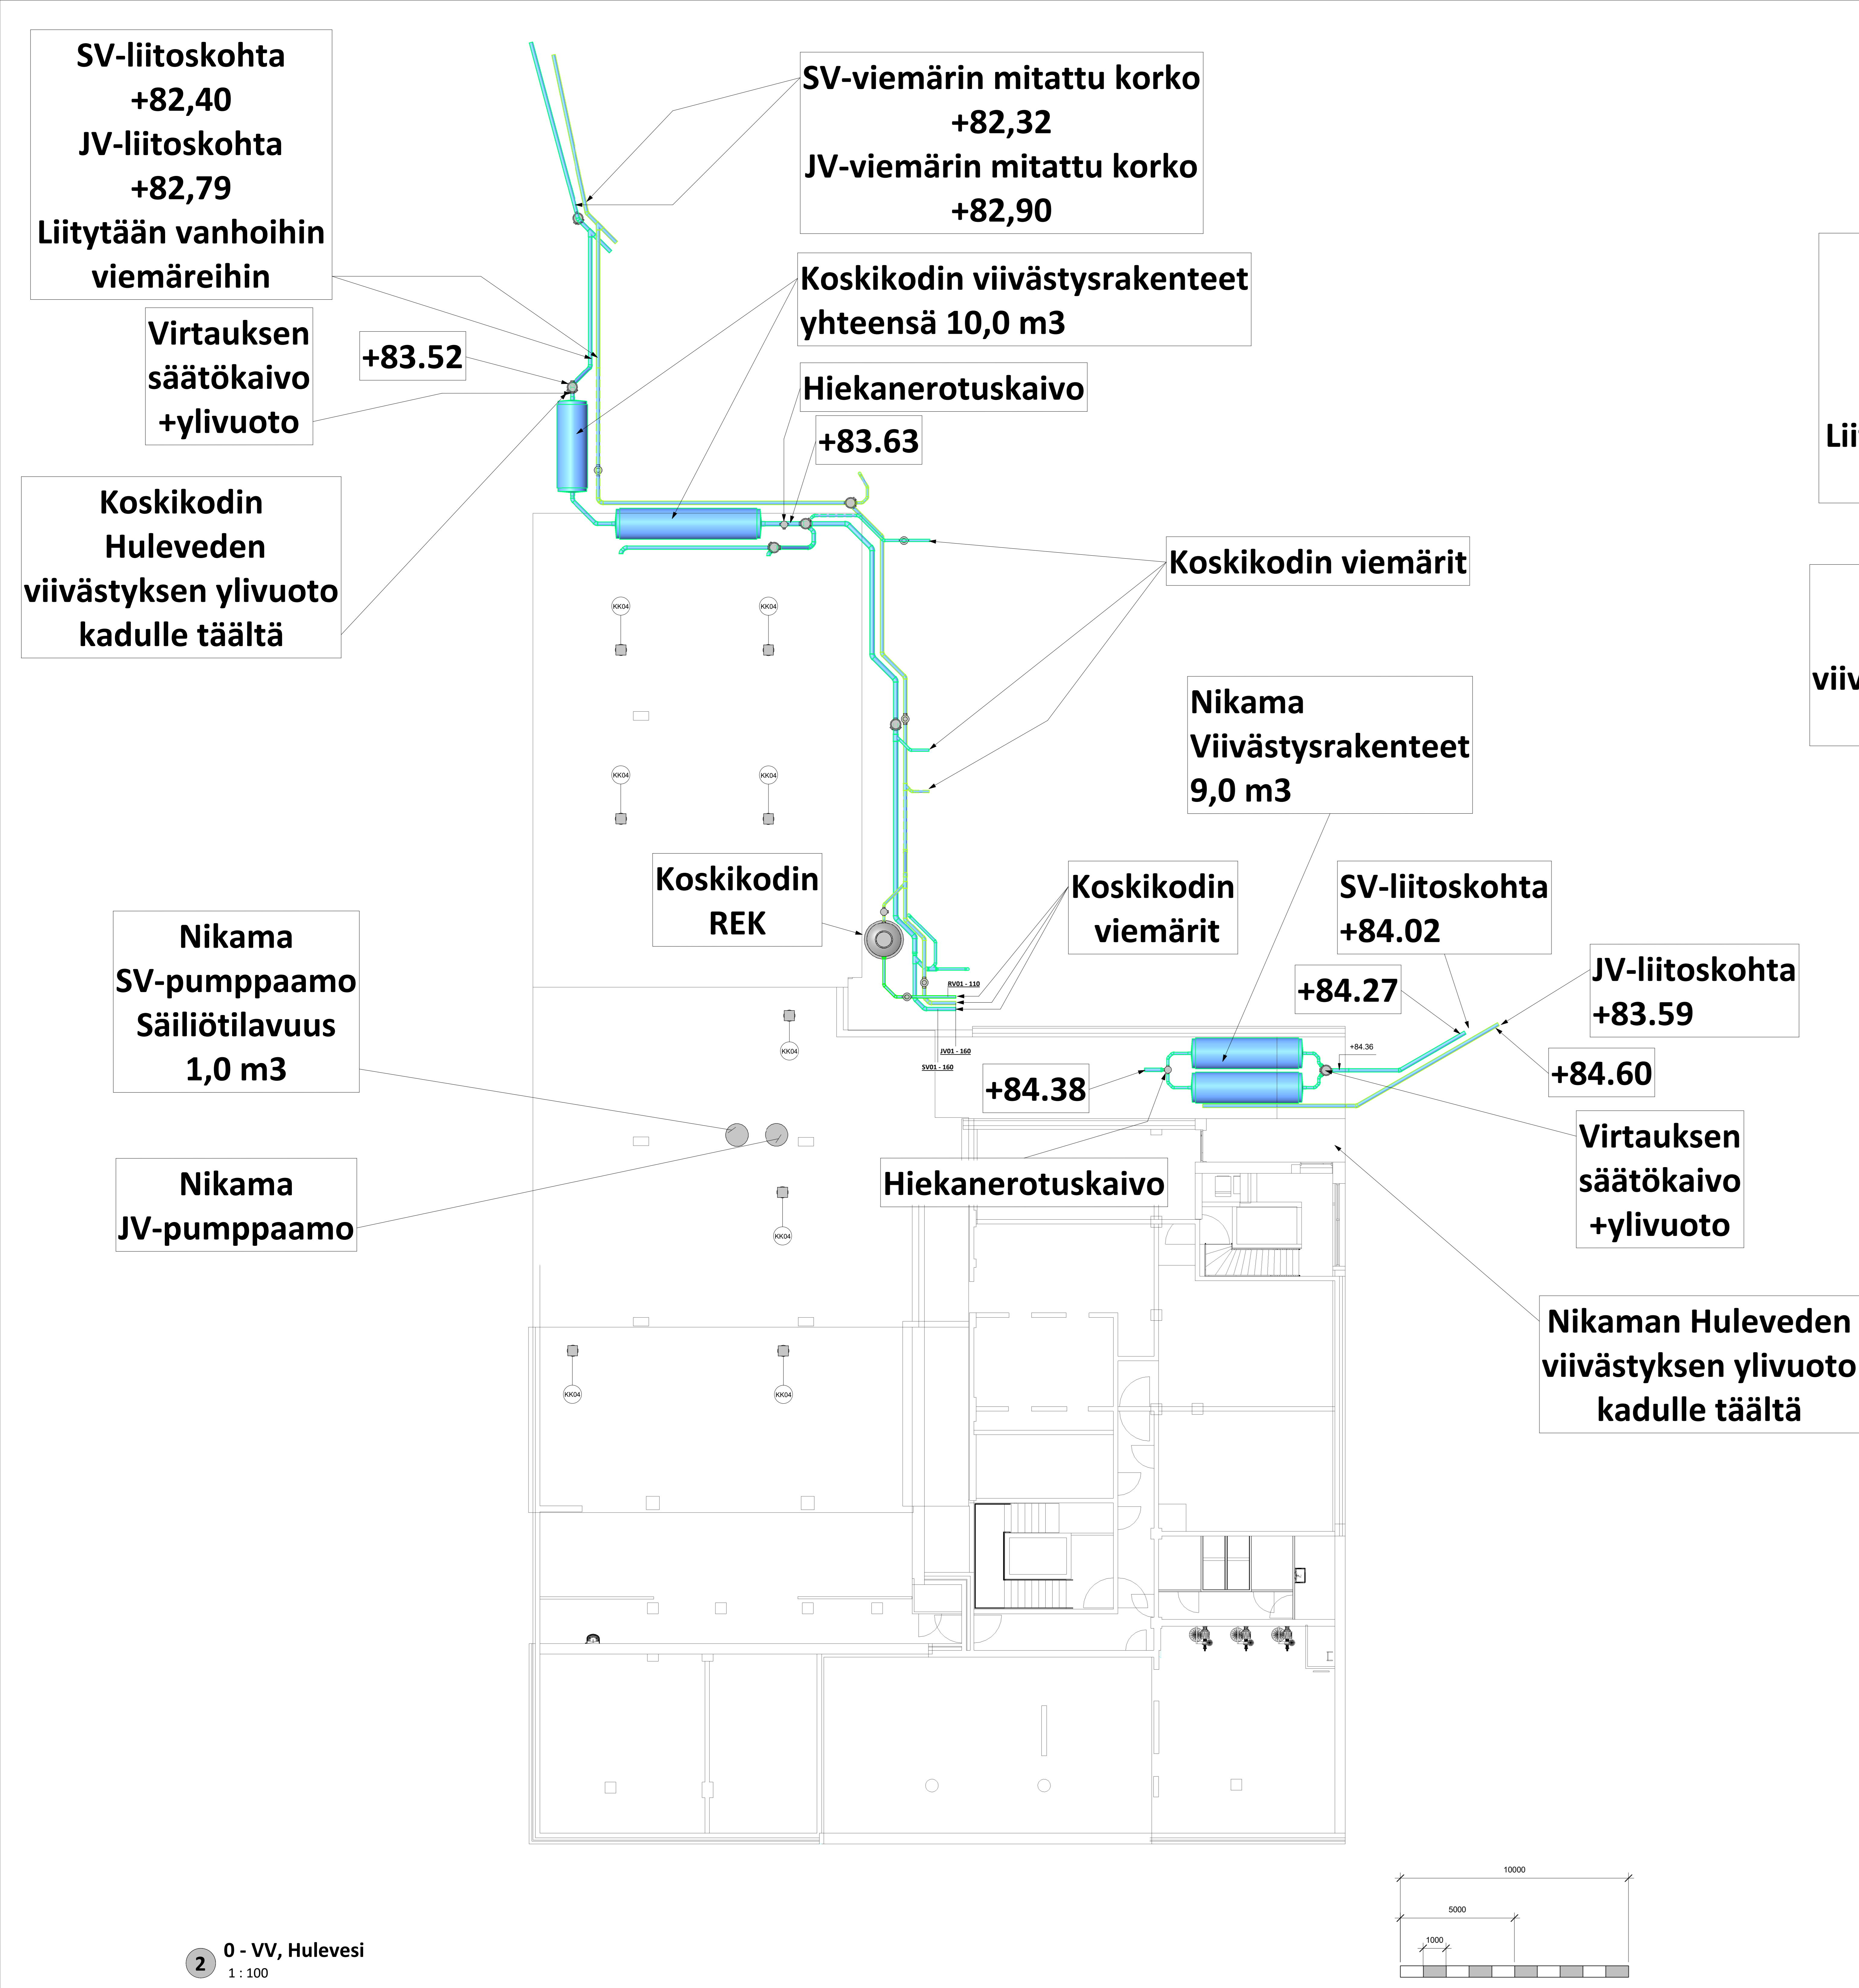 SV-liitoskohta
+82,40
JV-liitoskohta
+82,79
Liitytään vanhoihin
viemäreihin
SV-viemärin mitattu korko
+82,32
JV-viemärin mitattu korko
+82,90
Koskikodin viivästysrakenteet
yhteensä 10,0 m3
Virtauksen
säätökaivo
+ylivuoto
+83.52
Hiekanerotuskaivo
+83.63
Koskikodin
Huleveden
viivästyksen ylivuoto
kadulle täältä
Koskikodin viemärit
KK04
KK04
Nikama
Viivästysrakenteet
9,0 m3
KK04
KK04
Koskikodin
REK
Koskikodin
viemärit
SV-liitoskohta
+84.02
JV-liitoskohta
+83.59
+84.27
Nikama
SV-pumppaamo
Säiliötilavuus
1,0 m3
RV01 - 110
JV01 - 160
SV01 - 160
KK04
+84.36
+84.38
+84.60
Virtauksen
säätökaivo
+ylivuoto
Nikama
JV-pumppaamo
Hiekanerotuskaivo
KK04
Nikaman Huleveden
viivästyksen ylivuoto
kadulle täältä
KK04
KK04
10000
5000
1000
2
0 - VV, Hulevesi
1 : 100